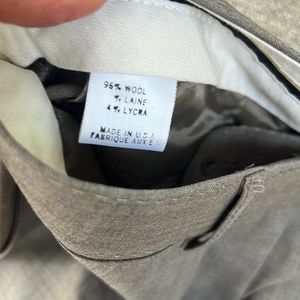 96% WOOL
% LAINE
4% LYCRA
MADE IN U.S.A.
FABRIQUE AUX E